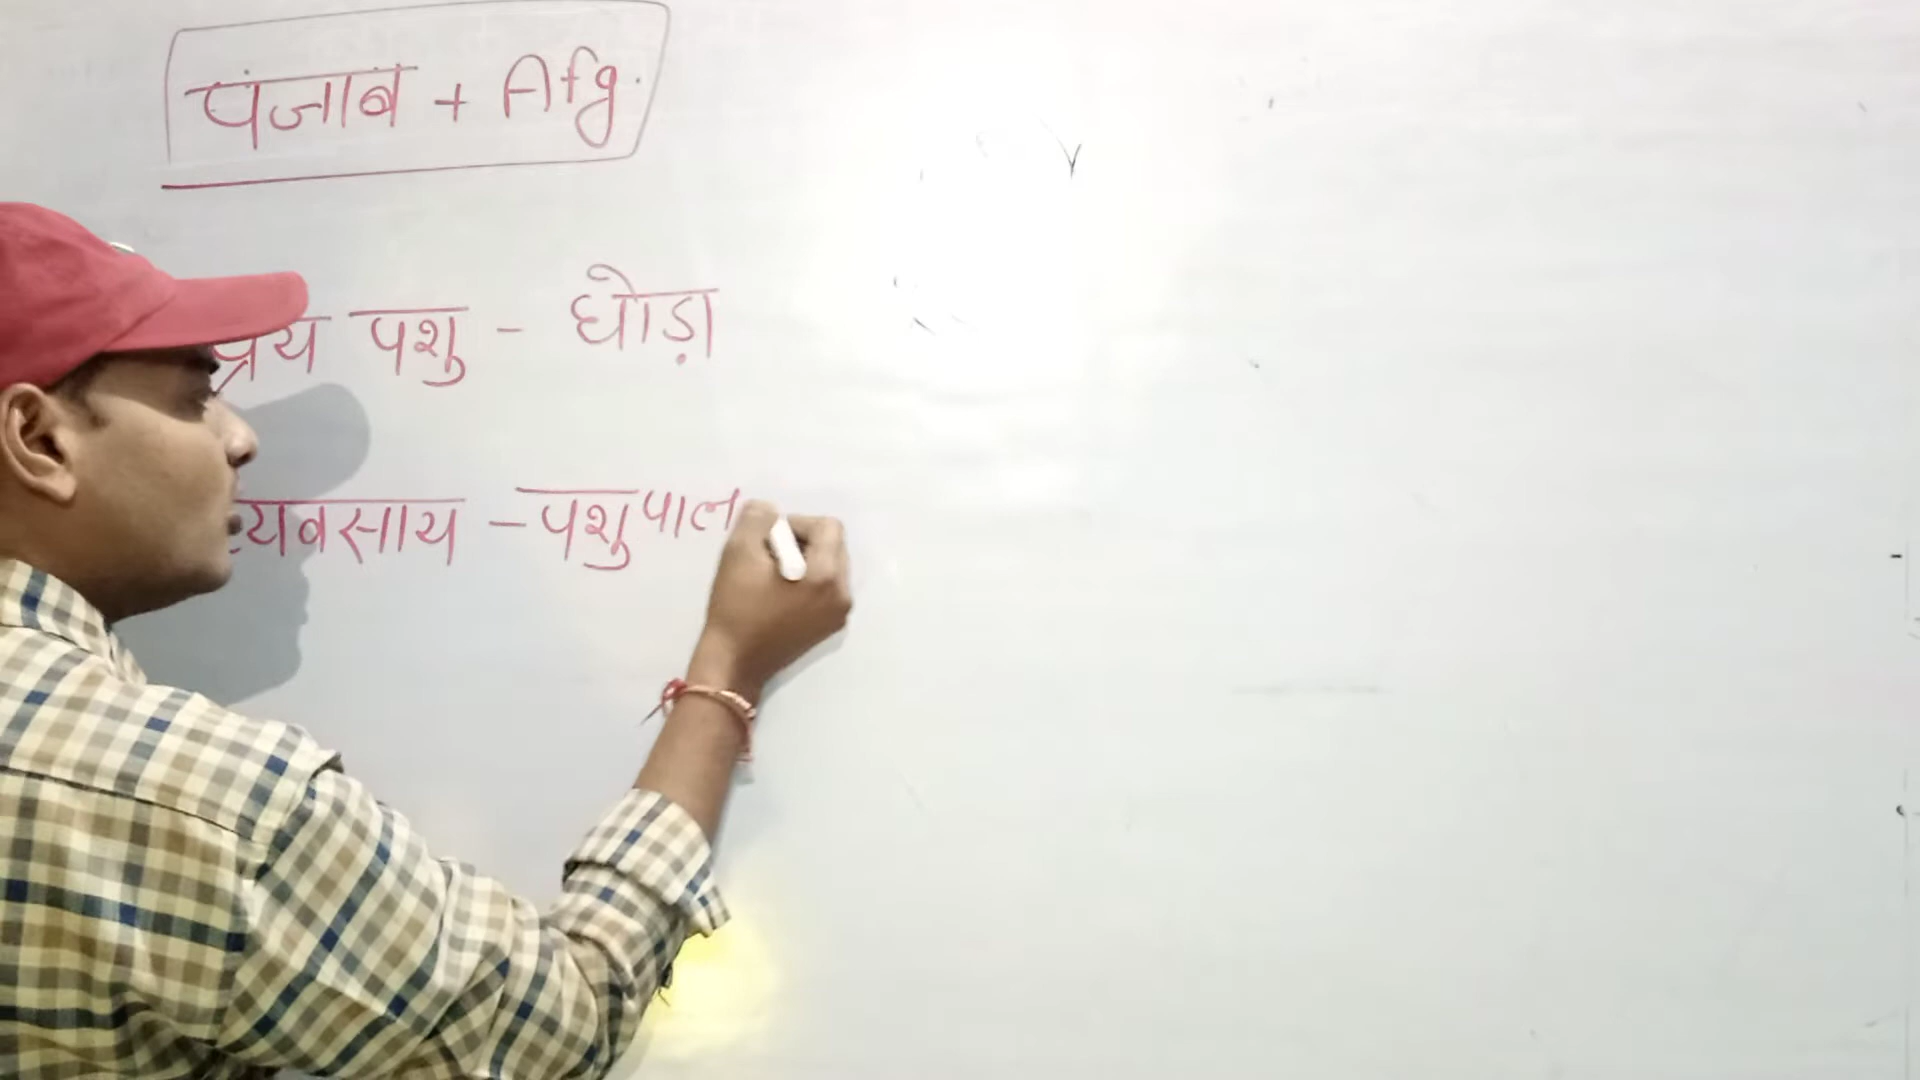 पंजाब + Afg.
प्रिय पशु - घोड़ा
व्यवसाय - पशुपाल